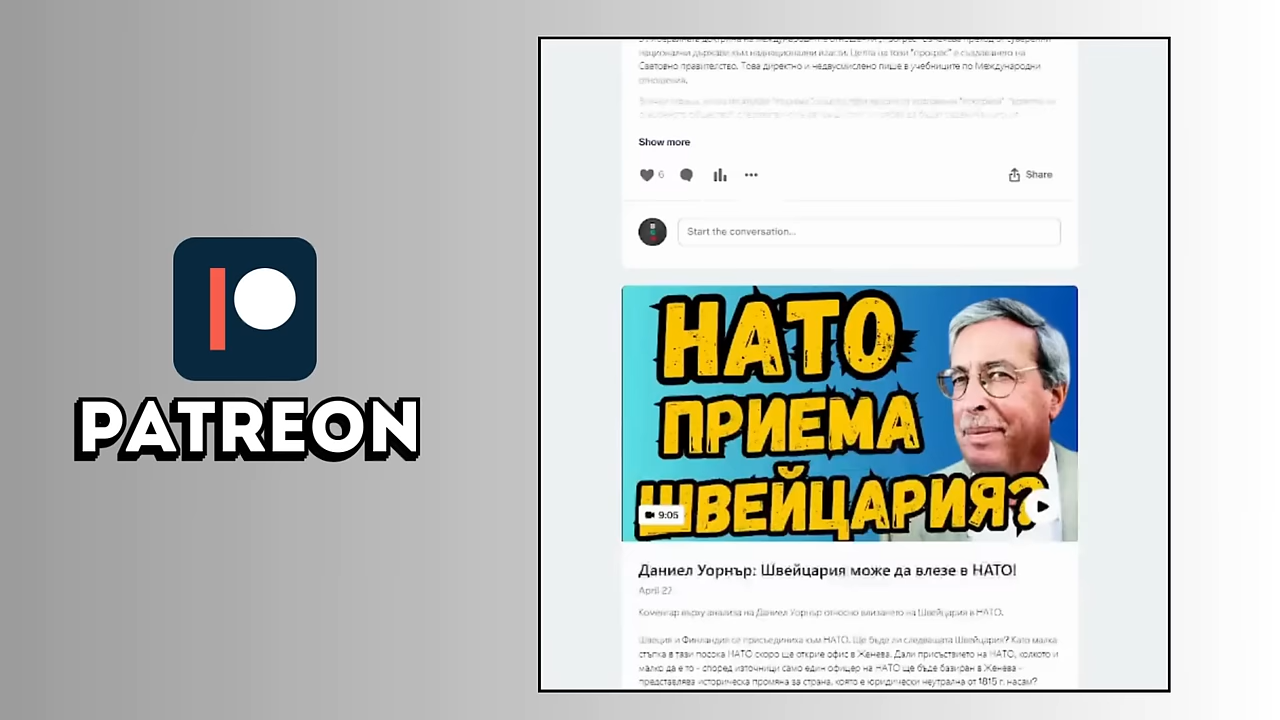 национални държави към наднационални власти. Целта на този "прокрес" е създаването на
Световно правителство. Това директно и недвусмислено пише в учебниците по Международни
отношения.
Show more
6
Share
Start the conversation...
PATREON
НАТО
ПРИЕМА
ШВЕЙЦАРИЯ?
9:05
Даниел Уорнър: Швейцария може да влезе в НАТО!
April 27
Коментар върху анализа на Даниел Уорнър относно влизането на Швейцария в НАТО.
Швеция и Финландия се присъединиха към НАТО. Ще бъде ли следващата Швейцария? Като малка
стъпка в тази посока НАТО скоро ще открие офис в Женева. Дали присъствието на НАТО, колкото и
малко да е то - според източници само един офицер на НАТО ще бъде базиран в Женева -
представлява историческа промяна за страна, която е юридически неутрална от 1815 г. насам?